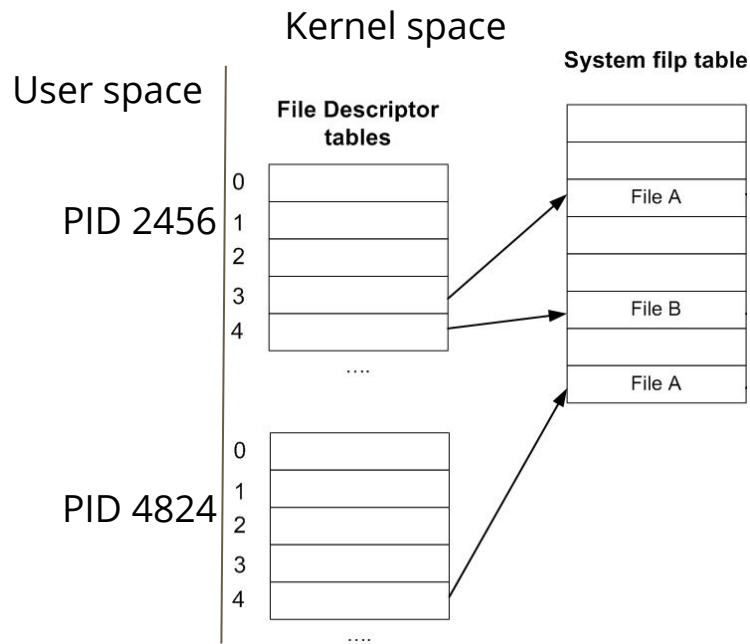 Kernel space
System filp table
User space
File Descriptor
tables
0
PID 2456
1
2
3
4
....
File A
File B
File A
0
1
PID 4824
2
3
4
....